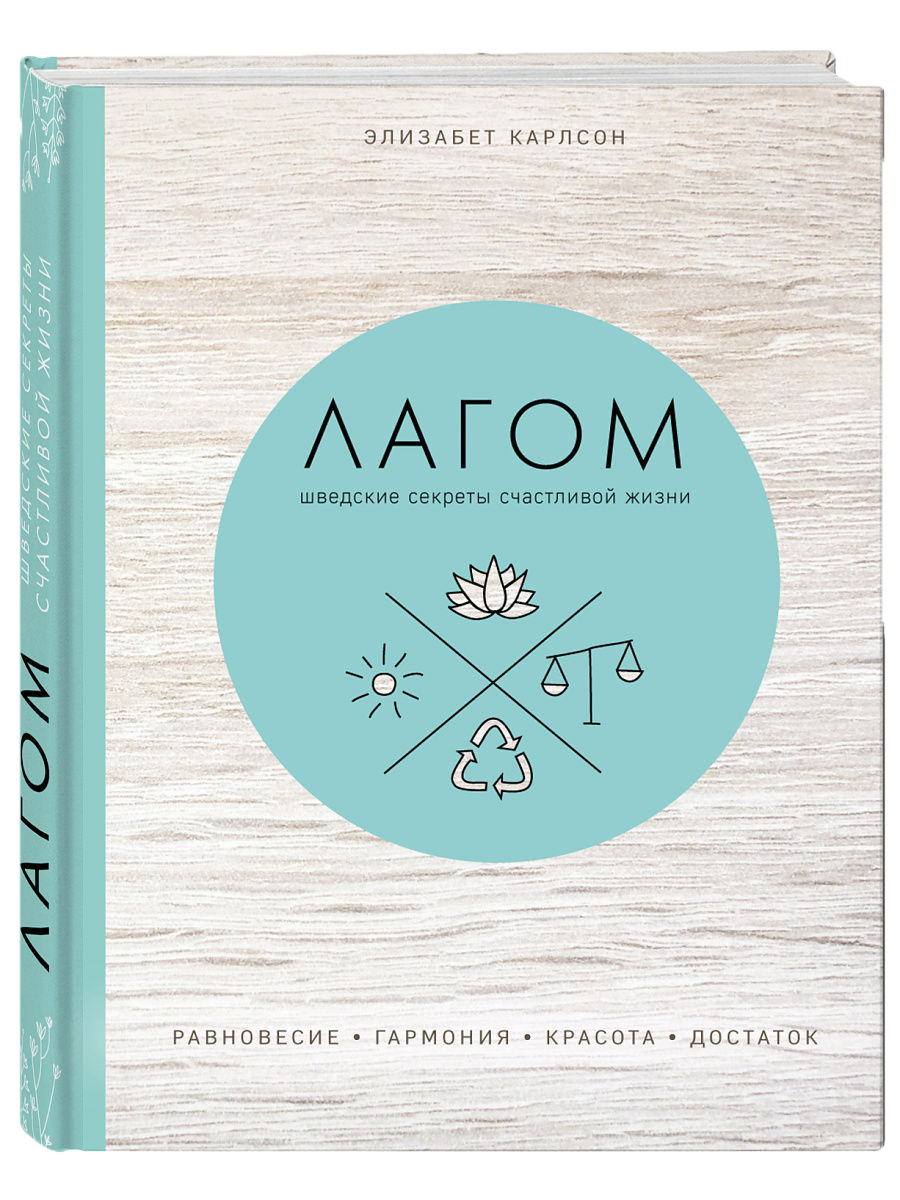 ЭЛИЗАБЕТ КАРЛСОН
ЛАГОМ
шведские секреты счастливой жизни
РАВНОВЕСИЕ • ГАРМОНИЯ • КРАСОТА • ДОСТАТОК
ЛАГОМ
ШВЕДСКИЕ СЕКРЕТЫ
СЧАСТЛИВОЙ ЖИЗНИ